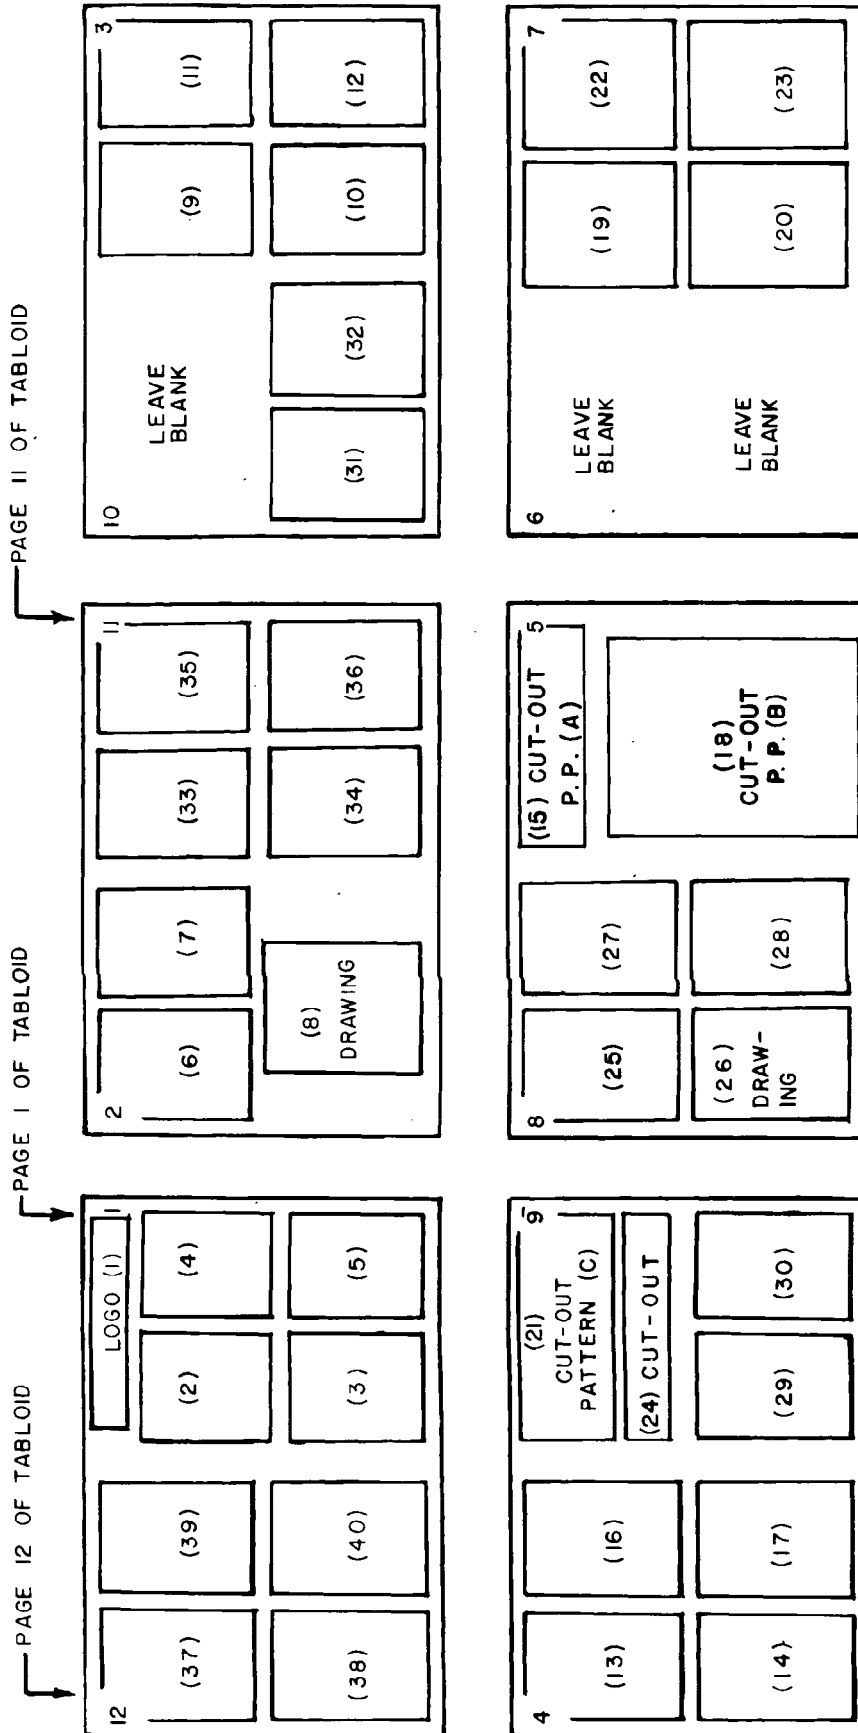 PAGE 12 OF TABLOID
PAGE 1 OF TABLOID
PAGE 11 OF TABLOID
12
(37)
(39)
(38)
(40)
LOGO (1)
1
(2)
(4)
(3)
(5)
2
(6)
(7)
(8)
DRAWING
11
(33)
(35)
(34)
(36)
10
LEAVE
BLANK
(31)
(32)
3
(9)
(11)
(10)
(12)
4
(13)
(16)
(14)
(17)
9
(21)
CUT-OUT
PATTERN (C)
(24) CUT-OUT
(29)
(30)
8
(25)
(27)
(26)
DRAW-
ING
(28)
5
(15) CUT-OUT
P. P. (A)
(18)
CUT-OUT
P. P. (B)
6
LEAVE
BLANK
LEAVE
BLANK
7
(19)
(22)
(20)
(23)